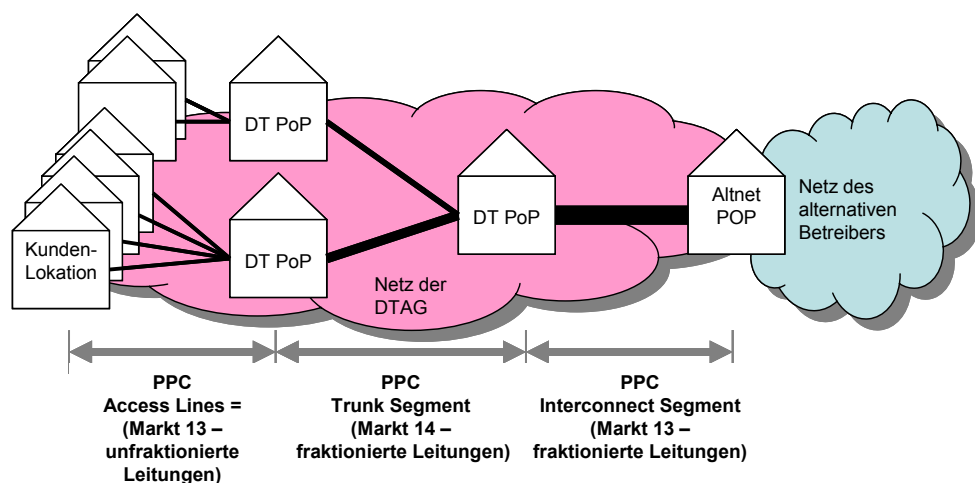 DT PoP
DT PoP
Altnet
POP
Netz des
alternativen
Betreibers
Kunden-
Lokation
DT PoP
Netz der
DTAG
PPC
Access Lines =
(Markt 13 –
unfraktionierte
Leitungen)
PPC
Trunk Segment
(Markt 14 –
fraktionierte Leitungen)
PPC
Interconnect Segment
(Markt 13 –
fraktionierte Leitungen)